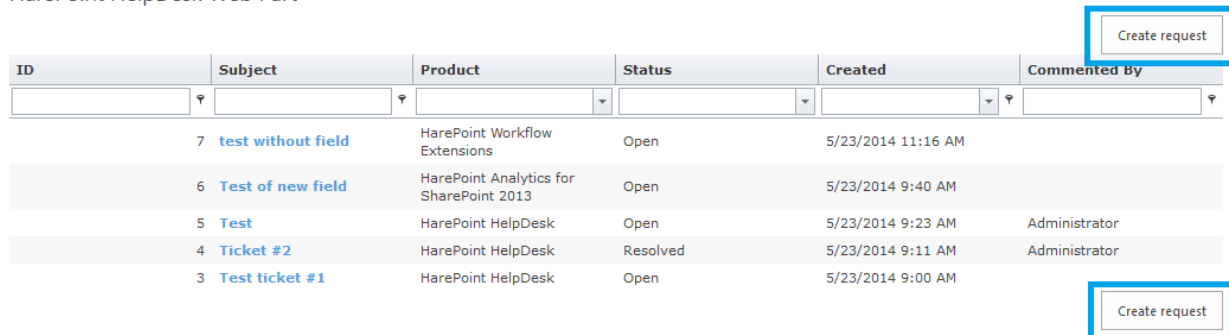 Create request
ID Subject Product Status Created Commented By
7 test without field HarePoint Workflow Extensions Open 5/23/2014 11:16 AM
6 Test of new field HarePoint Analytics for SharePoint 2013 Open 5/23/2014 9:40 AM
5 Test HarePoint HelpDesk Open 5/23/2014 9:23 AM Administrator
4 Ticket #2 HarePoint HelpDesk Resolved 5/23/2014 9:11 AM Administrator
3 Test ticket #1 HarePoint HelpDesk Open 5/23/2014 9:00 AM
Create request